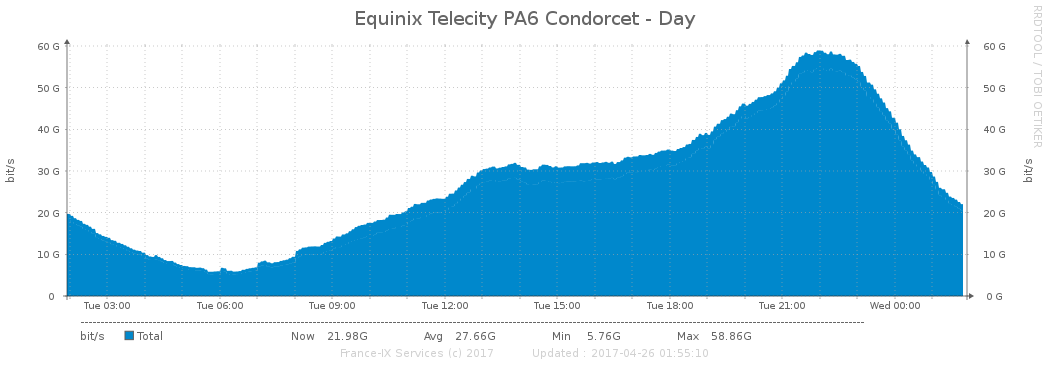 Equinix Telecity PA6 Condorcet - Day
RRDTOOL / TOBI OETIKER
60 G 60 G
50 G 50 G
40 G 40 G
30 G 30 G
20 G 20 G
10 G 10 G
0 0 G
bit/s bit/s
Tue 03:00 Tue 06:00 Tue 09:00 Tue 12:00 Tue 15:00 Tue 18:00 Tue 21:00 Wed 00:00
bit/s Total Now 21.98G Avg 27.66G Min 5.76G Max 58.86G
France-IX Services (c) 2017 Updated : 2017-04-26 01:55:10